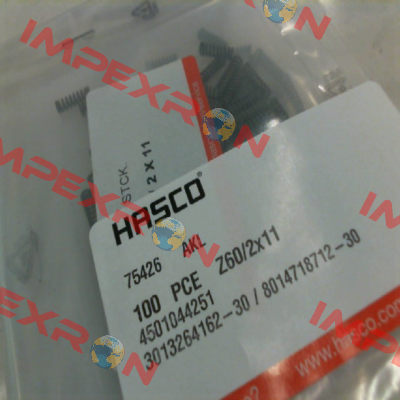 STCK.
/ 2 X 11
HASCO®
75426 AKL
100 PCE Z60/2x11
4501044251
3013264162-30 / 8014718712-30
www.hasco.com
IMPEXRON
IMPEXRON
IMPEXRON
IMPEXRON